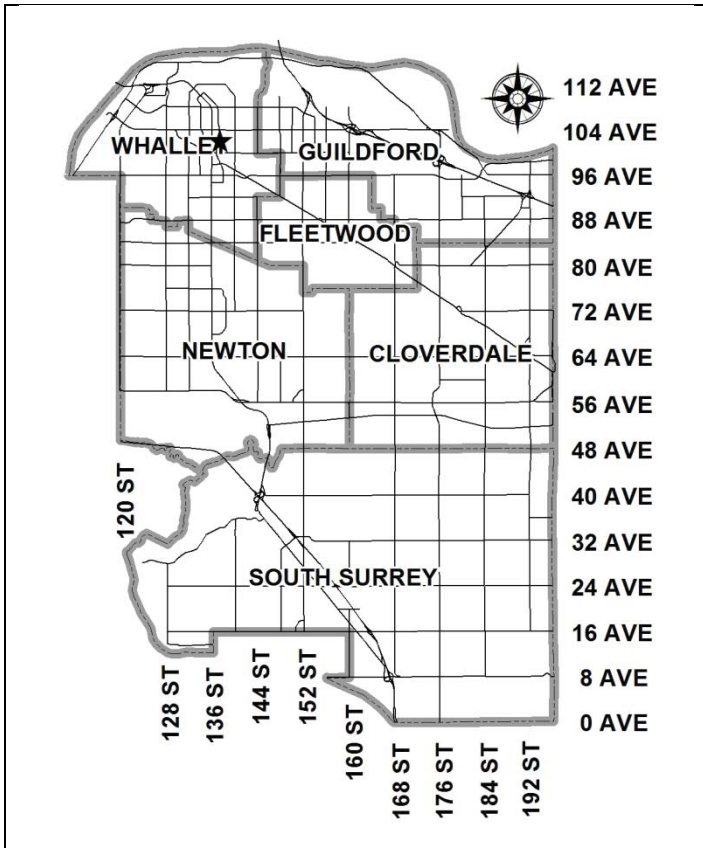 112 AVE
104 AVE
WHALLEY
GUILDFORD
96 AVE
88 AVE
FLEETWOOD
80 AVE
72 AVE
NEWTON
CLOVERDALE
64 AVE
56 AVE
48 AVE
120 ST
40 AVE
32 AVE
SOUTH SURREY
24 AVE
16 AVE
128 ST
136 ST
144 ST
152 ST
160 ST
8 AVE
0 AVE
168 ST
176 ST
184 ST
192 ST